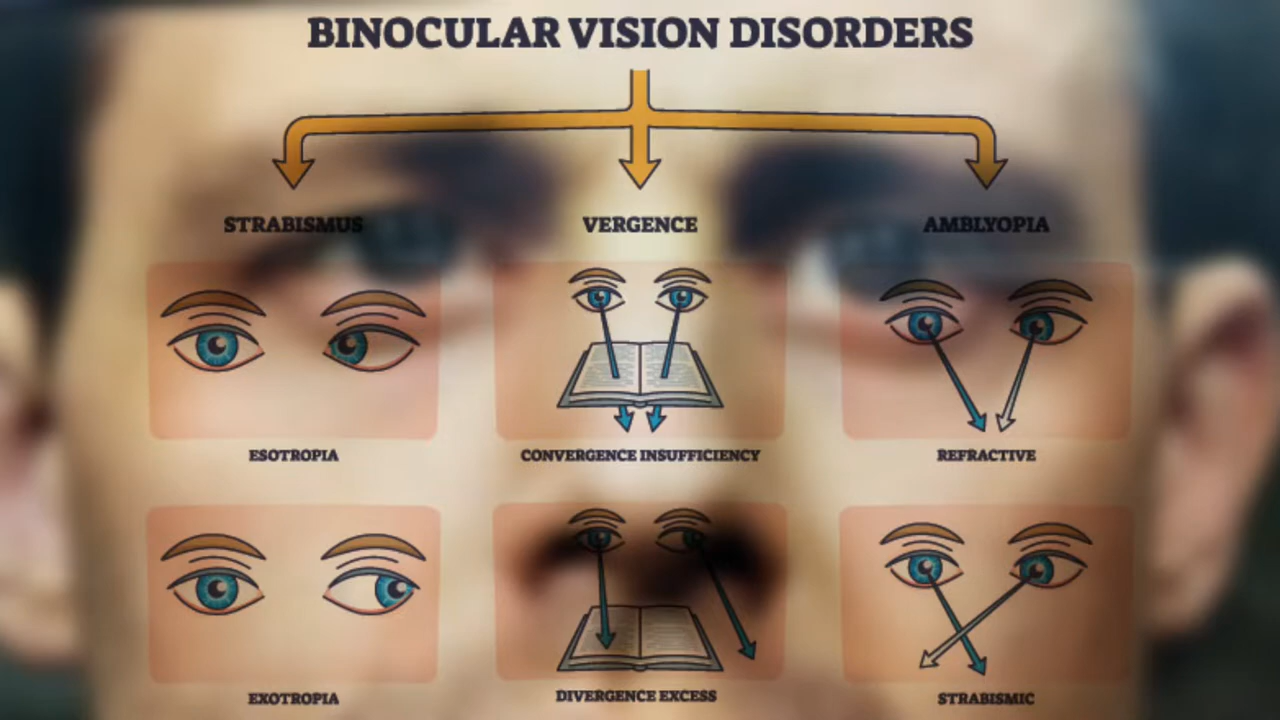 BINOCULAR VISION DISORDERS
STRABISMUS
VERGENCE
AMBLYOPIA
ESOTROPIA
CONVERGENCE INSUFFICIENCY
REFRACTIVE
EXOTROPIA
DIVERGENCE EXCESS
STRABISMIC